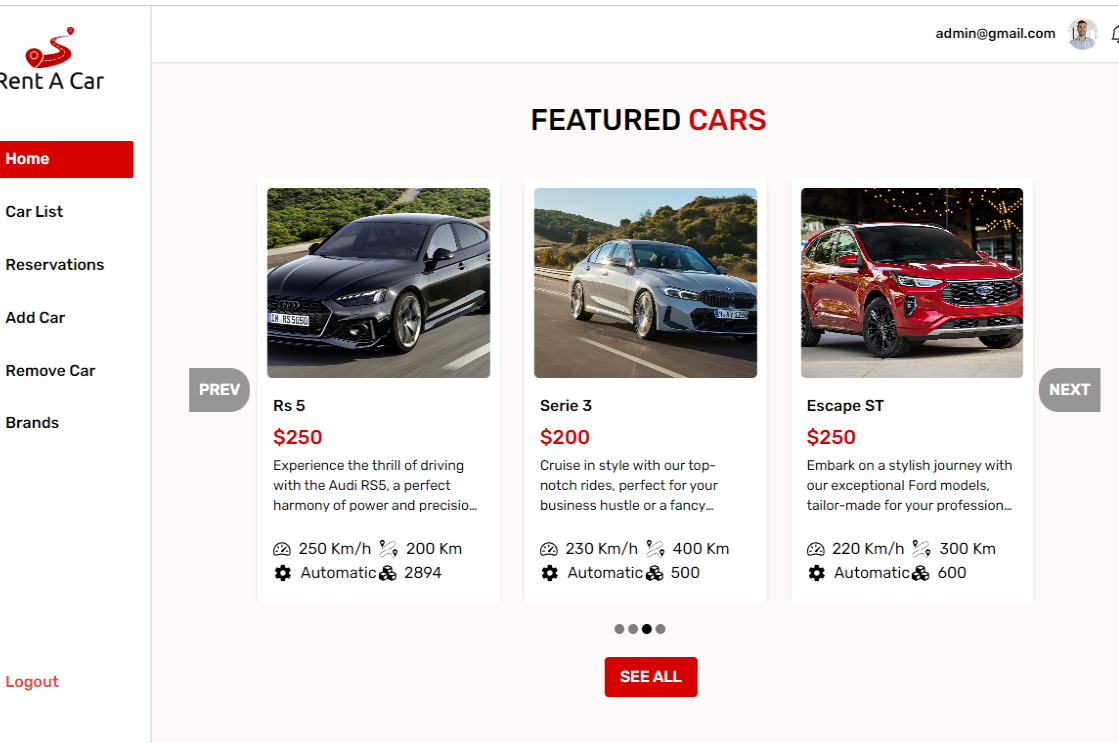 Rent A Car
admin@gmail.com
Home
Car List
Reservations
Add Car
Remove Car
Brands
Logout
FEATURED CARS
PREV
NEXT
Rs 5
$250
Experience the thrill of driving
with the Audi RS5, a perfect
harmony of power and precisio...
250 Km/h 200 Km
Automatic 2894
Serie 3
$200
Cruise in style with our top-
notch rides, perfect for your
business hustle or a fancy...
230 Km/h 400 Km
Automatic 500
Escape ST
$250
Embark on a stylish journey with
our exceptional Ford models,
tailor-made for your profession...
220 Km/h 300 Km
Automatic 600
SEE ALL